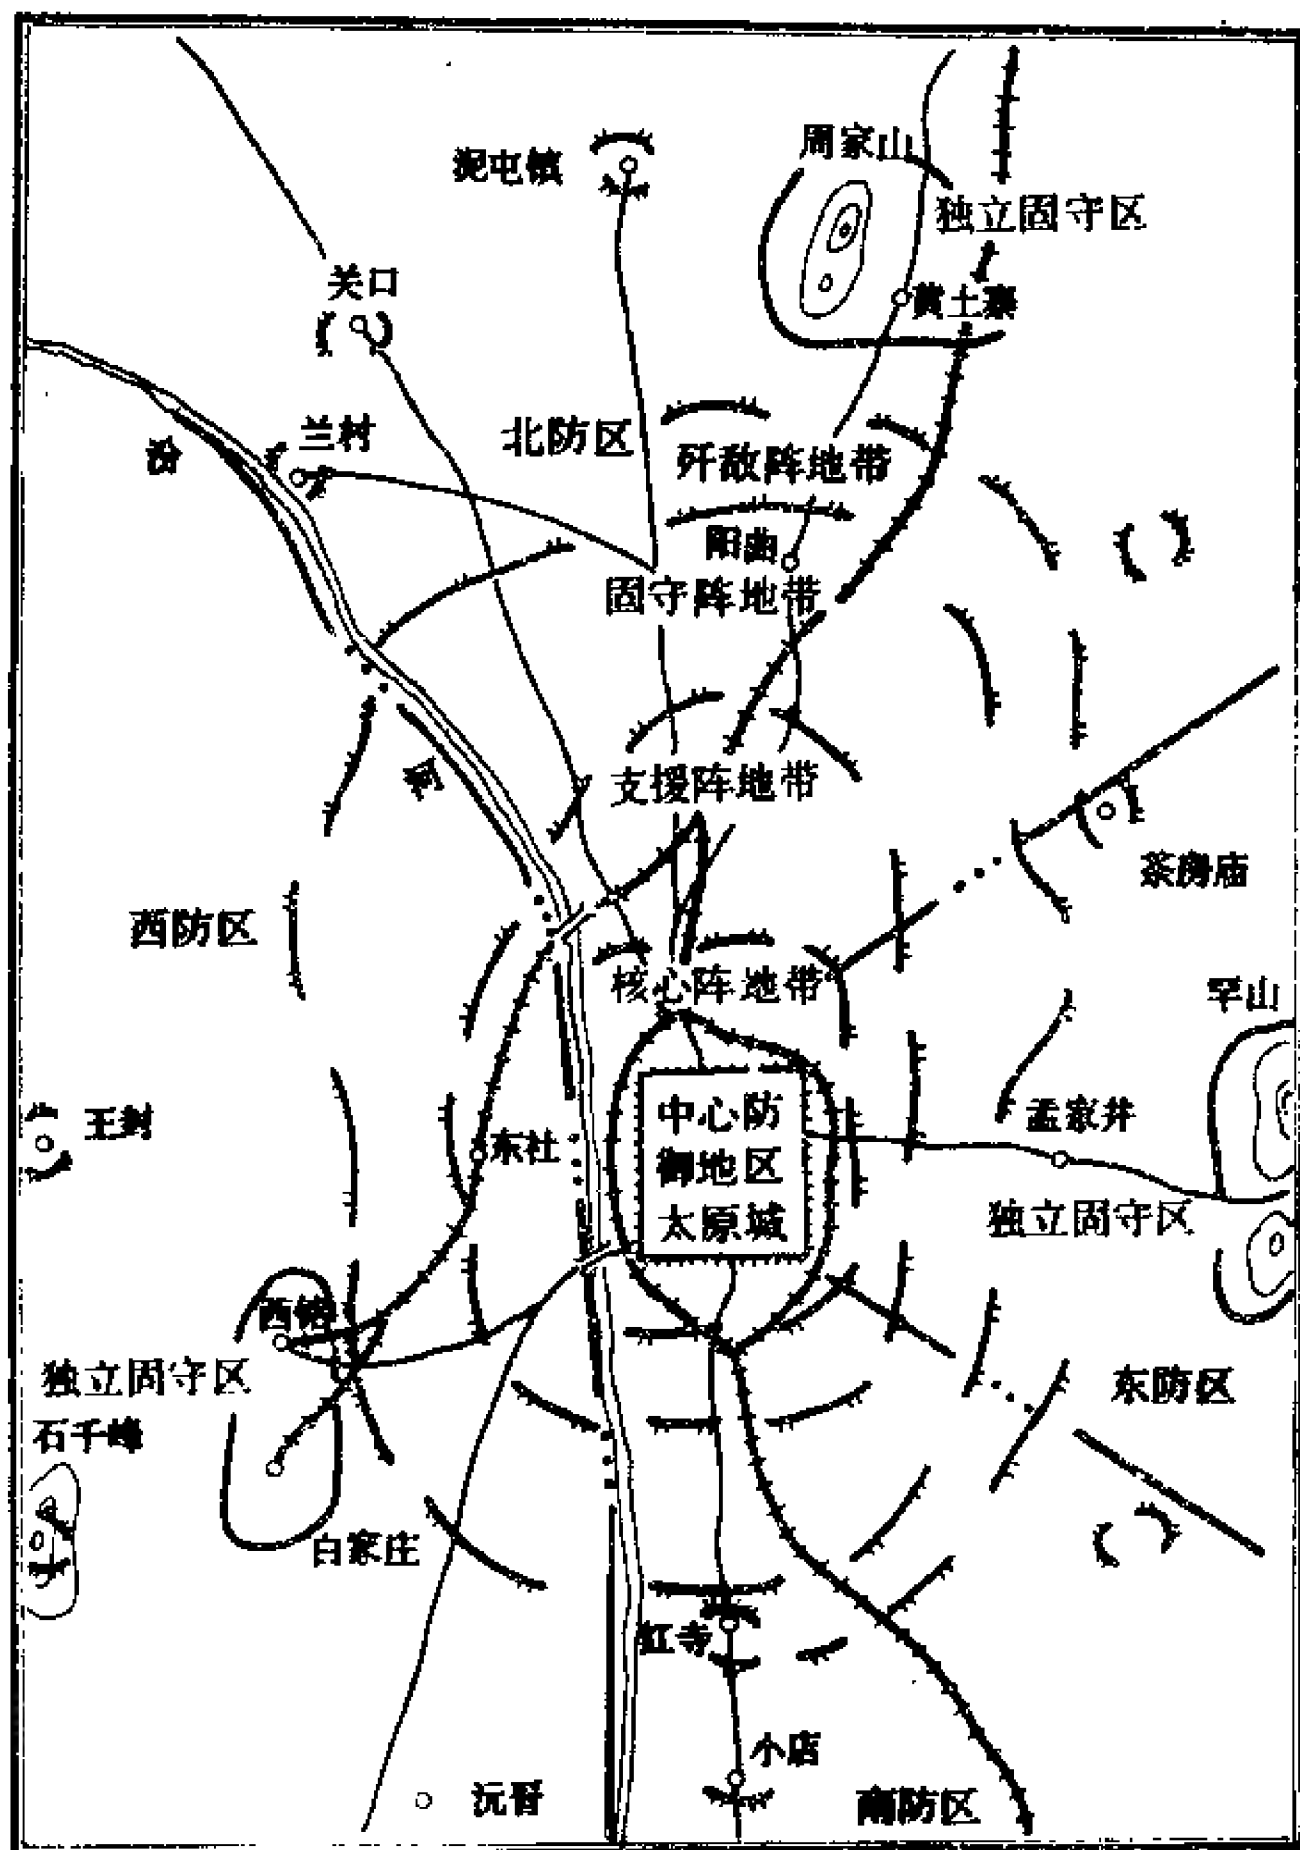 周家山
泥屯镇
独立固守区
关口
黄土寨
兰村
北防区
汾
歼敌阵地带
阳曲
固守阵地带
河
支援阵地带
茶房庙
西防区
核心阵地带
罕山
王封
中心防
御地区
太原城
东社
孟家井
独立固守区
西铭
独立固守区
东防区
石千峰
白家庄
红寺
小店
南防区